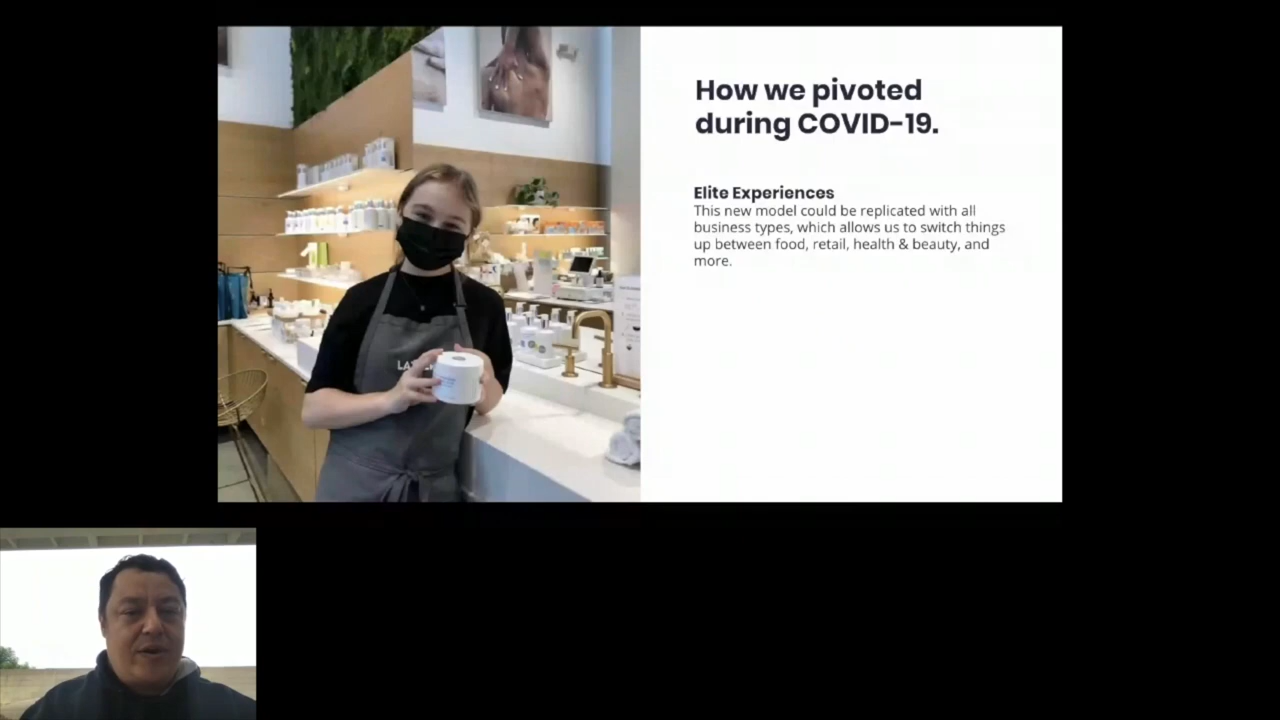 How we pivoted
during COVID-19.
Elite Experiences
This new model could be replicated with all
business types, which allows us to switch things
up between food, retail, health & beauty, and
more.